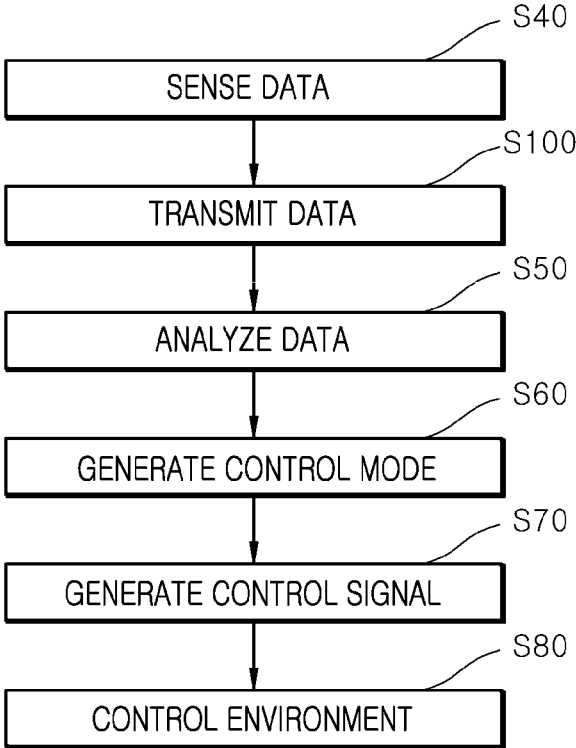 S40
SENSE DATA
S100
TRANSMIT DATA
S50
ANALYZE DATA
S60
GENERATE CONTROL MODE
S70
GENERATE CONTROL SIGNAL
S80
CONTROL ENVIRONMENT